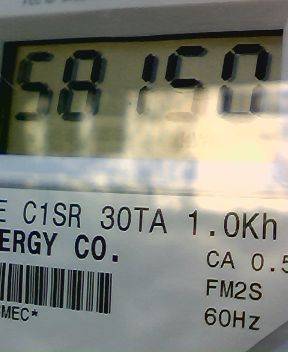 58150
E C1SR 30TA 1.0Kh
ERGY CO.
CA 0.5
FM2S
MEC*
60Hz